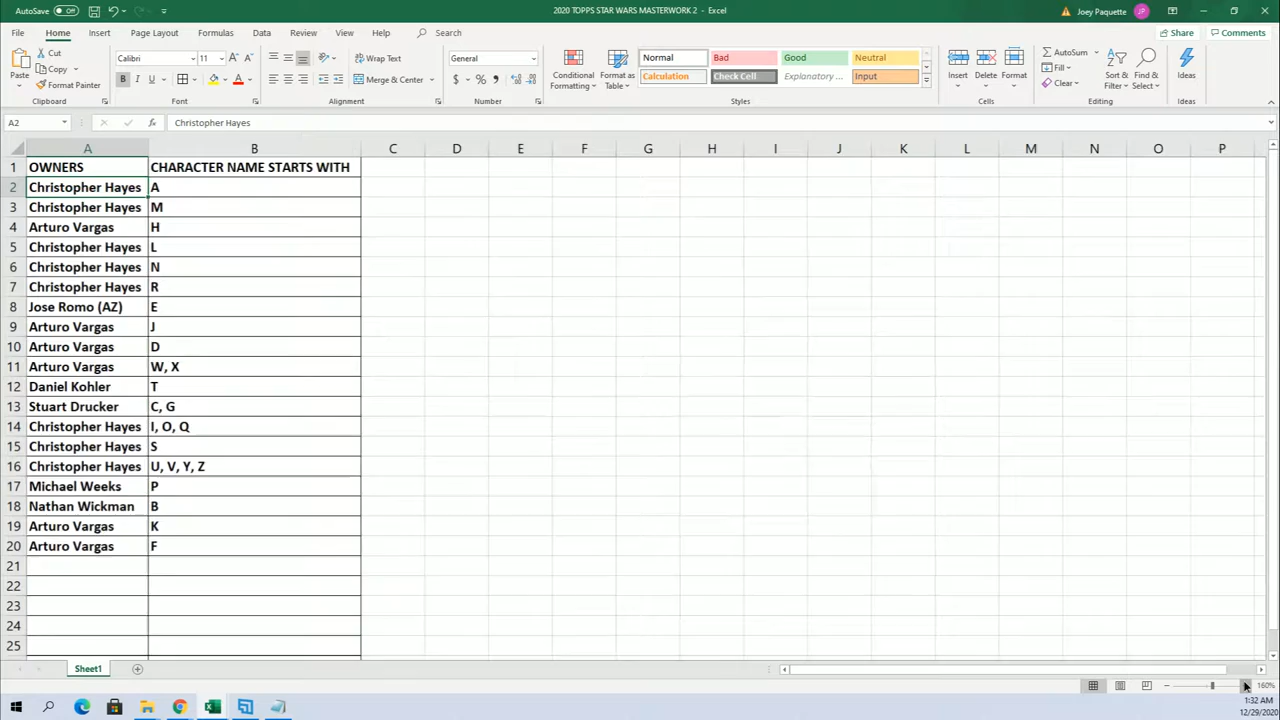 AutoSave Off 2020 TOPPS STAR WARS MASTERWORK 2 - Excel Joey Paquette JP
File Home Insert Page Layout Formulas Data Review View Help Search Share Comments
Paste Cut Copy Format Painter Clipboard
Calibri 11 B I U A Font
Wrap Text Merge & Center Alignment
General $ % , Number
Conditional Formatting Format as Table
Normal Bad Good Neutral
Calculation Check Cell Explanatory ... Input
Styles
Insert Delete Format Cells
AutoSum Fill Clear Sort & Filter Find & Select Editing
Ideas Ideas
A2 fx Christopher Hayes
A B C D E F G H I J K L M N O P
1 OWNERS CHARACTER NAME STARTS WITH
2 Christopher Hayes A
3 Christopher Hayes M
4 Arturo Vargas H
5 Christopher Hayes L
6 Christopher Hayes N
7 Christopher Hayes R
8 Jose Romo (AZ) E
9 Arturo Vargas J
10 Arturo Vargas D
11 Arturo Vargas W, X
12 Daniel Kohler T
13 Stuart Drucker C, G
14 Christopher Hayes I, O, Q
15 Christopher Hayes S
16 Christopher Hayes U, V, Y, Z
17 Michael Weeks P
18 Nathan Wickman B
19 Arturo Vargas K
20 Arturo Vargas F
21
22
23
24
25
Sheet1
160%
1:32 AM
12/29/2020